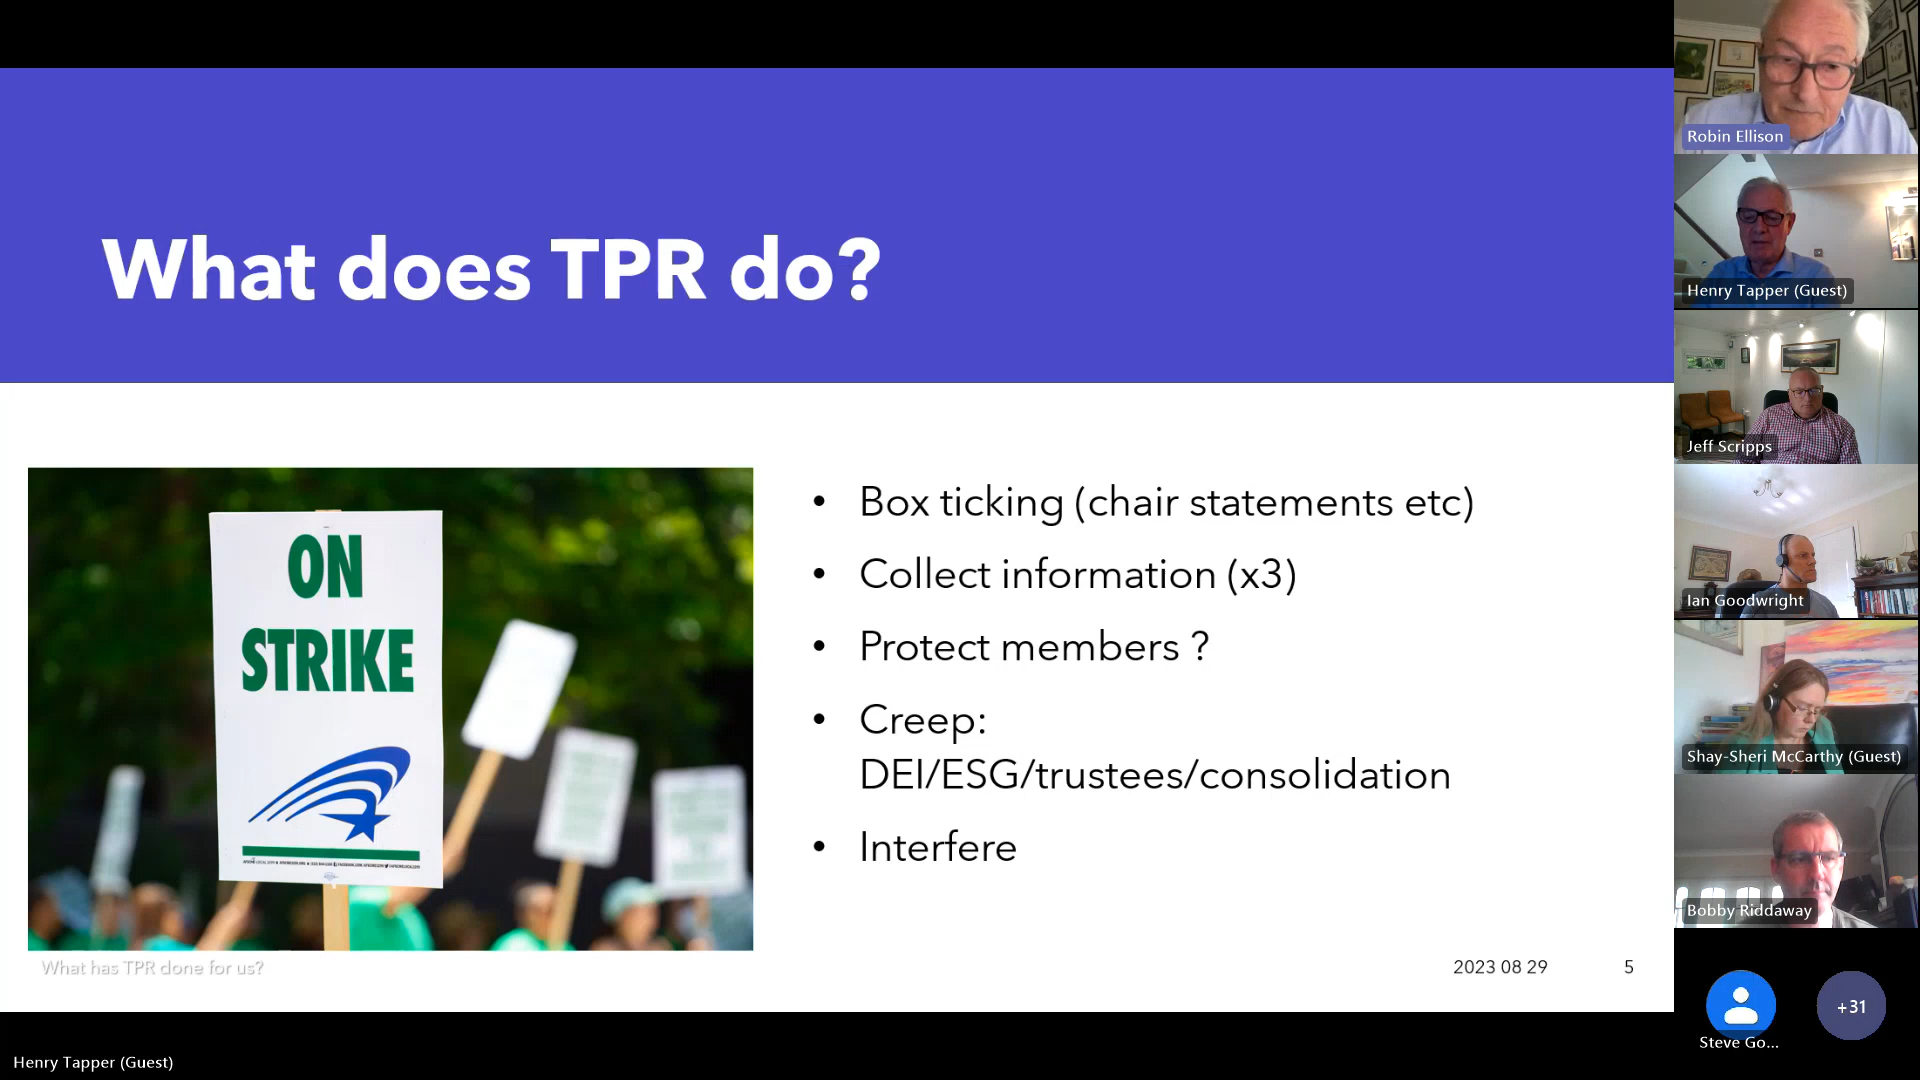 What does TPR do?
ON
STRIKE
• Box ticking (chair statements etc)
• Collect information (x3)
• Protect members ?
• Creep:
DEI/ESG/trustees/consolidation
• Interfere
What has TPR done for us?
2023 08 29
5
Henry Tapper (Guest)
Robin Ellison
Henry Tapper (Guest)
Jeff Scripps
Ian Goodwright
Shay-Sheri McCarthy (Guest)
Bobby Riddaway
Steve Go...
+31